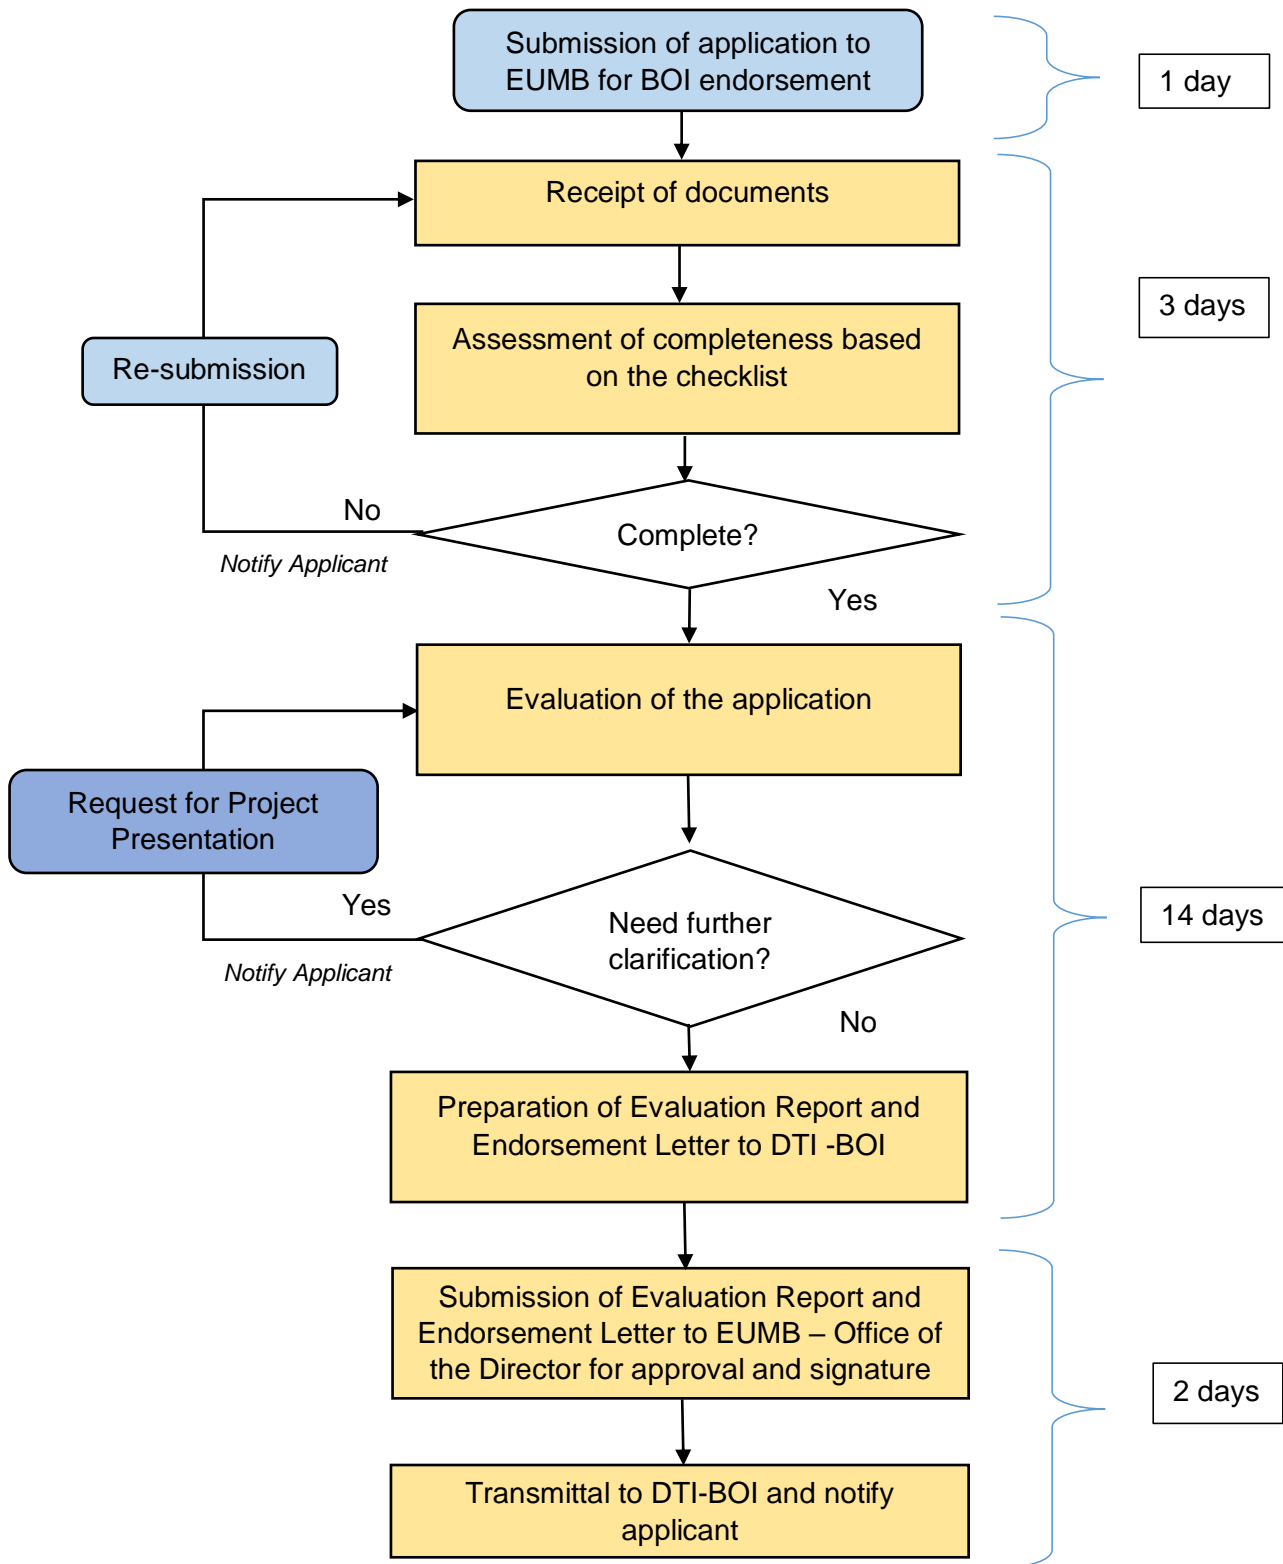 Submission of application to
EUMB for BOI endorsement
1 day
Receipt of documents
3 days
Assessment of completeness based
on the checklist
Re-submission
No
Complete?
Notify Applicant
Yes
Evaluation of the application
Request for Project
Presentation
Yes
Need further
clarification?
14 days
Notify Applicant
No
Preparation of Evaluation Report and
Endorsement Letter to DTI -BOI
Submission of Evaluation Report and
Endorsement Letter to EUMB – Office of
the Director for approval and signature
2 days
Transmittal to DTI-BOI and notify
applicant